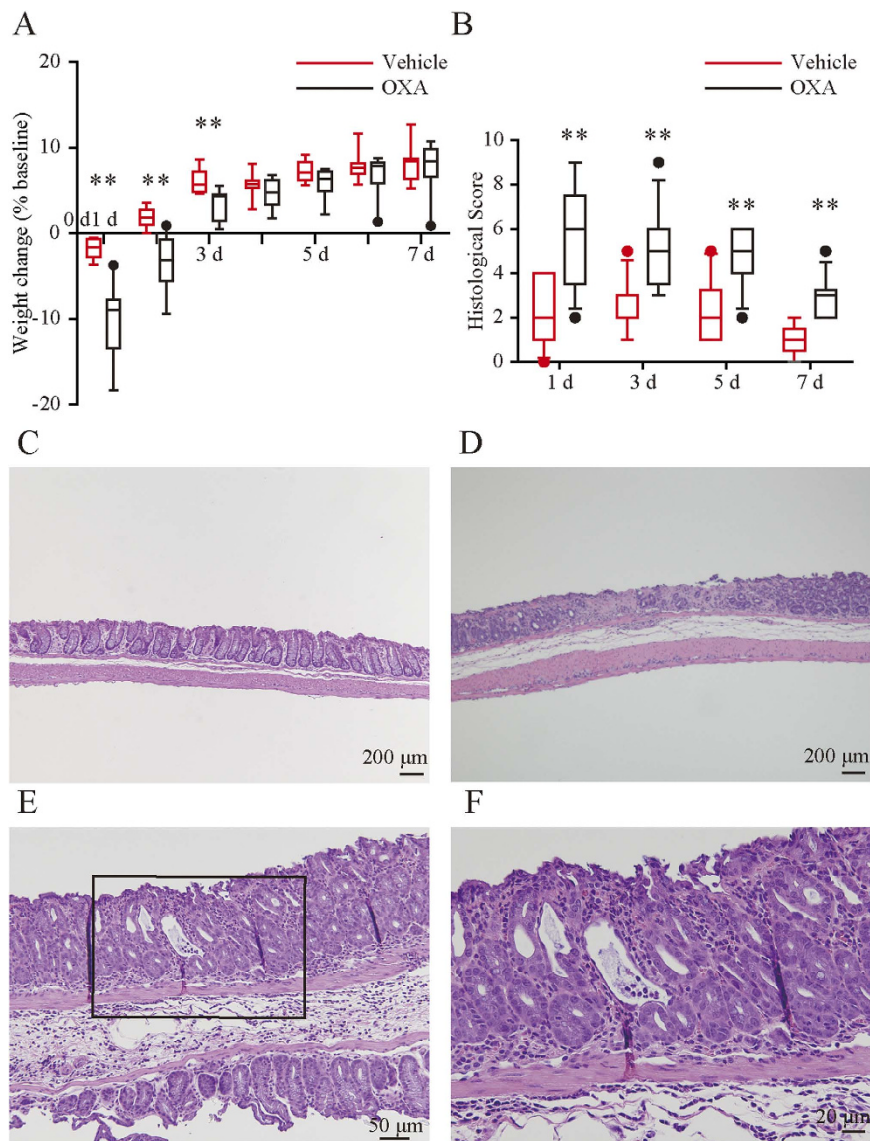 A
Weight change (% baseline)
20
10
0
-10
-20
Vehicle
OXA
**
**
**
0 d1 d
3 d
5 d
7 d
B
Histological Score
10
8
6
4
2
0
Vehicle
OXA
**
**
**
**
1 d
3 d
5 d
7 d
C
200 μm
D
200 μm
E
50 μm
F
20 μm